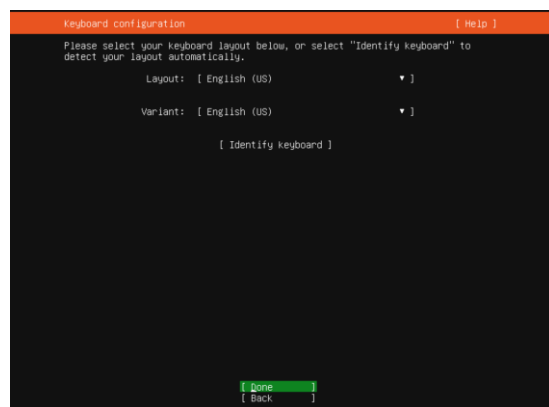 Keyboard configuration [ Help ]
Please select your keyboard layout below, or select "Identify keyboard" to
detect your layout automatically.
Layout: [ English (US) ▾ ]
Variant: [ English (US) ▾ ]
[ Identify keyboard ]
[ Done ]
[ Back ]